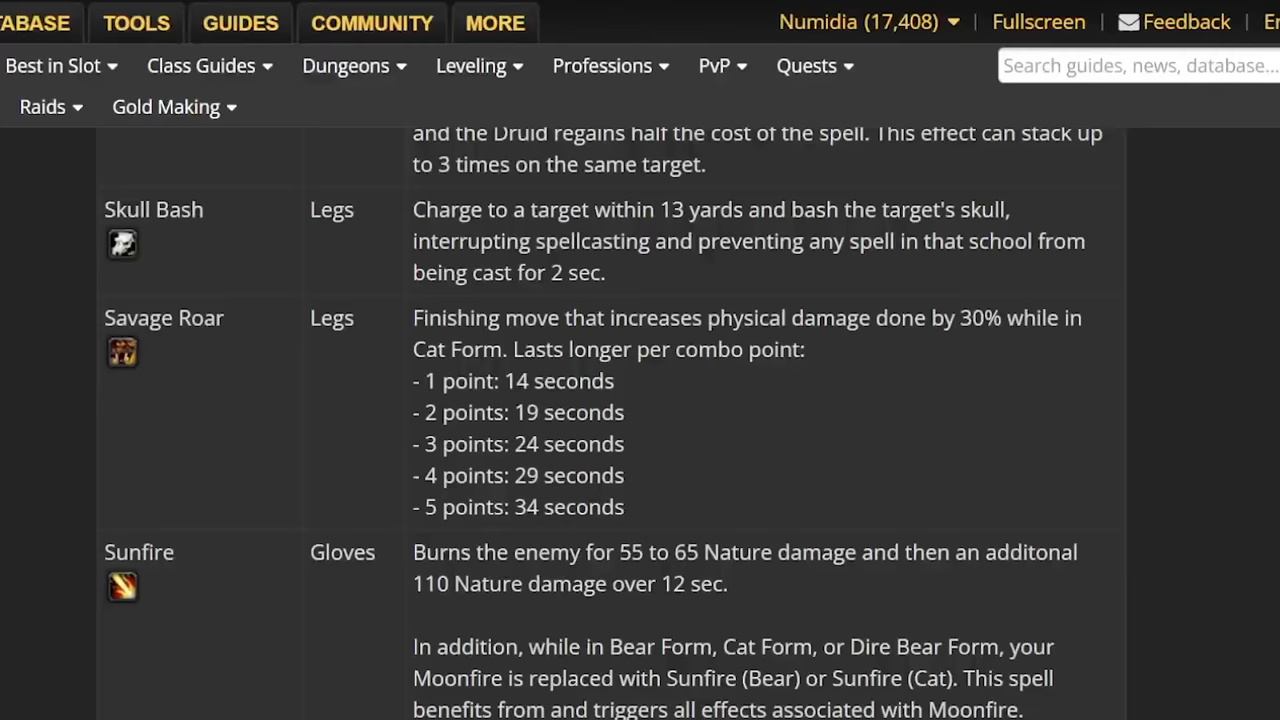 ABASE TOOLS GUIDES COMMUNITY MORE Numidia (17,408) Fullscreen | Feedback | En
Best in Slot Class Guides Dungeons Leveling Professions PvP Quests Search guides, news, database...
Raids Gold Making
and the Druid regains half the cost of the spell. This effect can stack up
to 3 times on the same target.
Skull Bash Legs Charge to a target within 13 yards and bash the target's skull,
interrupting spellcasting and preventing any spell in that school from
being cast for 2 sec.
Savage Roar Legs Finishing move that increases physical damage done by 30% while in
Cat Form. Lasts longer per combo point:
- 1 point: 14 seconds
- 2 points: 19 seconds
- 3 points: 24 seconds
- 4 points: 29 seconds
- 5 points: 34 seconds
Sunfire Gloves Burns the enemy for 55 to 65 Nature damage and then an additonal
110 Nature damage over 12 sec.
In addition, while in Bear Form, Cat Form, or Dire Bear Form, your
Moonfire is replaced with Sunfire (Bear) or Sunfire (Cat). This spell
benefits from and triggers all effects associated with Moonfire.